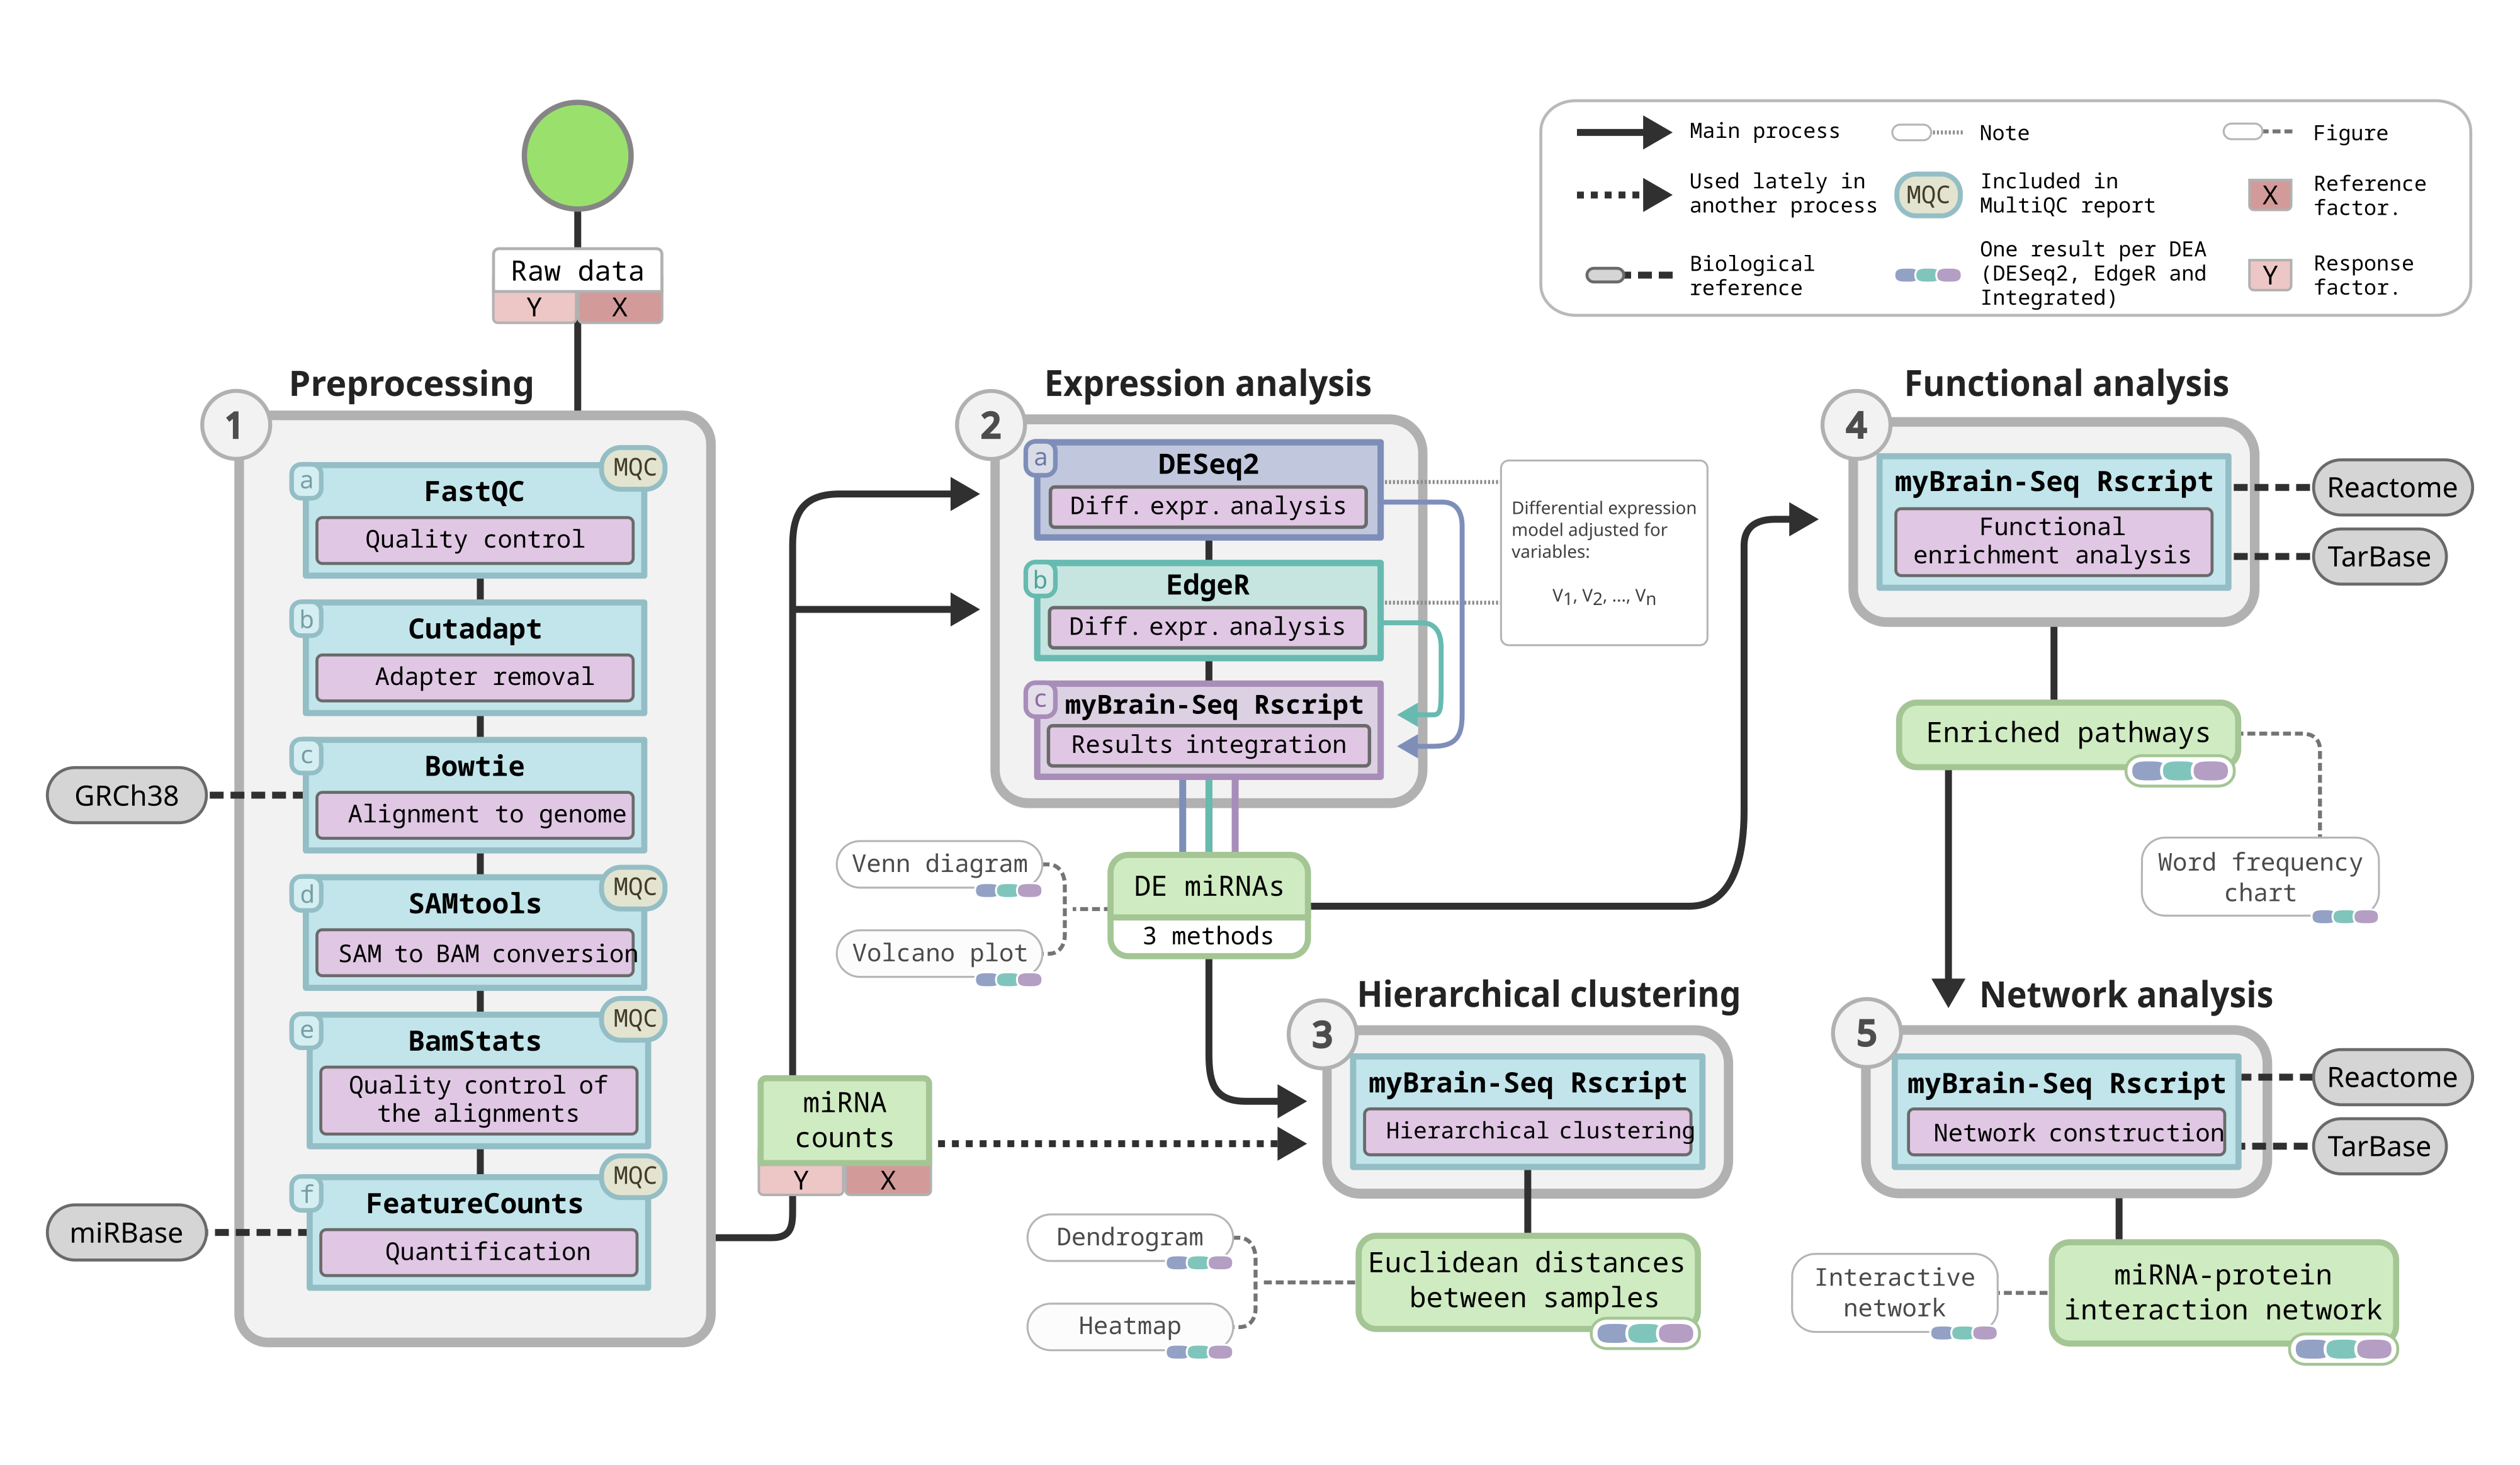 Raw data
Y
X
Main process
Used lately in
another process
Biological
reference
Note
MQC
Included in
MultiQC report
One result per DEA
(DESeq2, EdgeR and
Integrated)
Figure
X
Reference
factor.
Y
Response
factor.
Preprocessing
1
a
MQC
FastQC
Quality control
b
Cutadapt
Adapter removal
c
Bowtie
Alignment to genome
GRCh38
d
MQC
SAMtools
SAM to BAM conversion
e
MQC
BamStats
Quality control of
the alignments
f
MQC
FeatureCounts
Quantification
miRBase
miRNA
counts
Y
X
Expression analysis
2
a
DESeq2
Diff. expr. analysis
b
EdgeR
Diff. expr. analysis
c
myBrain-Seq Rscript
Results integration
Differential expression
model adjusted for
variables:
V1, V2, ..., Vn
Venn diagram
Volcano plot
DE miRNAs
3 methods
Hierarchical clustering
3
myBrain-Seq Rscript
Hierarchical clustering
Dendrogram
Heatmap
Euclidean distances
between samples
Functional analysis
4
myBrain-Seq Rscript
Functional
enrichment analysis
Reactome
TarBase
Enriched pathways
Word frequency
chart
Network analysis
5
myBrain-Seq Rscript
Network construction
Reactome
TarBase
Interactive
network
miRNA-protein
interaction network